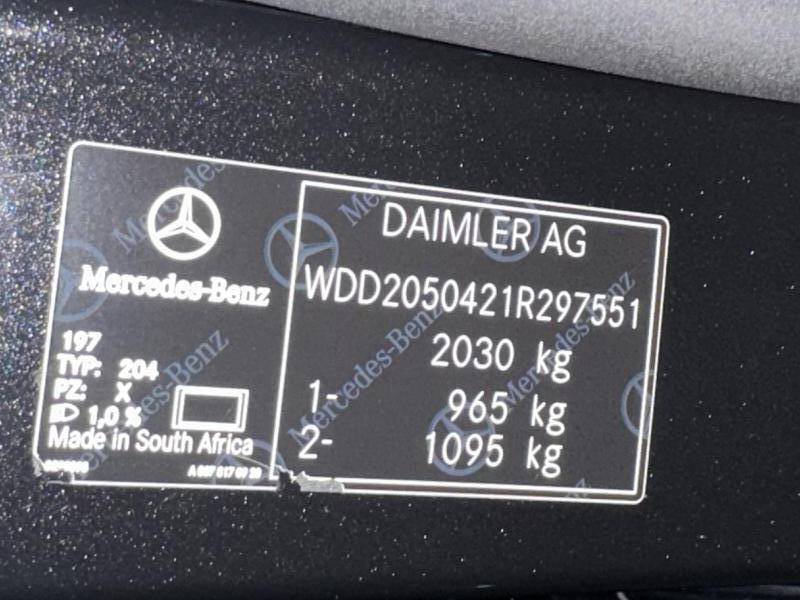 Mercedes-Benz
197
TYP: 204
PZ: X
1,0 %
Made in South Africa
DAIMLER AG
WDD2050421R297551
2030 kg
1- 965 kg
2- 1095 kg